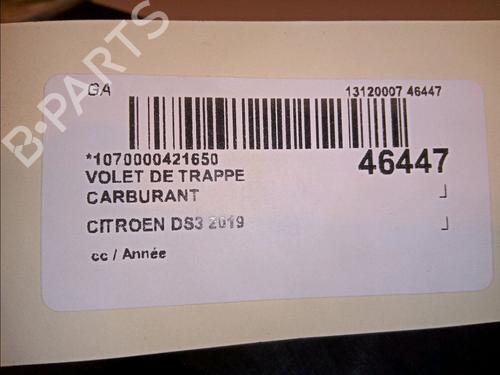 B-PARTS
GA 13120007 46447
*1070000421650 46447
VOLET DE TRAPPE
CARBURANT
CITROEN DS3 2019
cc / Année